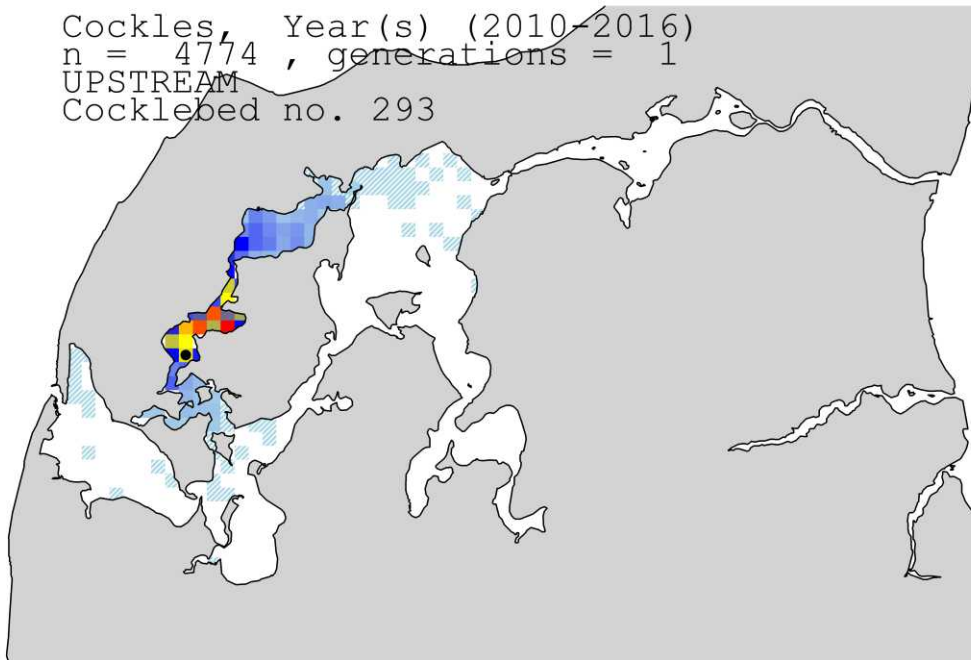 Cockles, Year(s) (2010-2016)
n = 4774 , generations = 1
UPSTREAM
Cocklebed no. 293